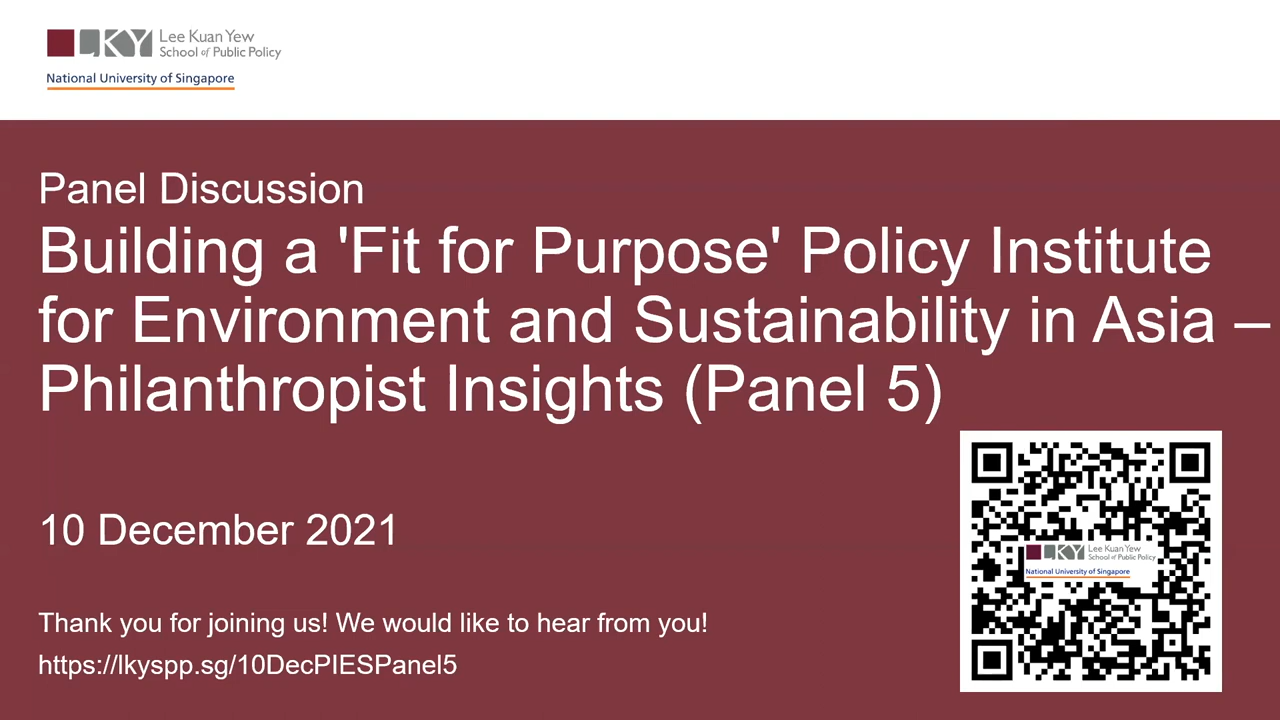 LKY Lee Kuan Yew
School of Public Policy
National University of Singapore
Panel Discussion
Building a 'Fit for Purpose' Policy Institute
for Environment and Sustainability in Asia –
Philanthropist Insights (Panel 5)
LKY Lee Kuan Yew
School of Public Policy
National University of Singapore
10 December 2021
Thank you for joining us! We would like to hear from you!
https://lkyspp.sg/10DecPIESPanel5